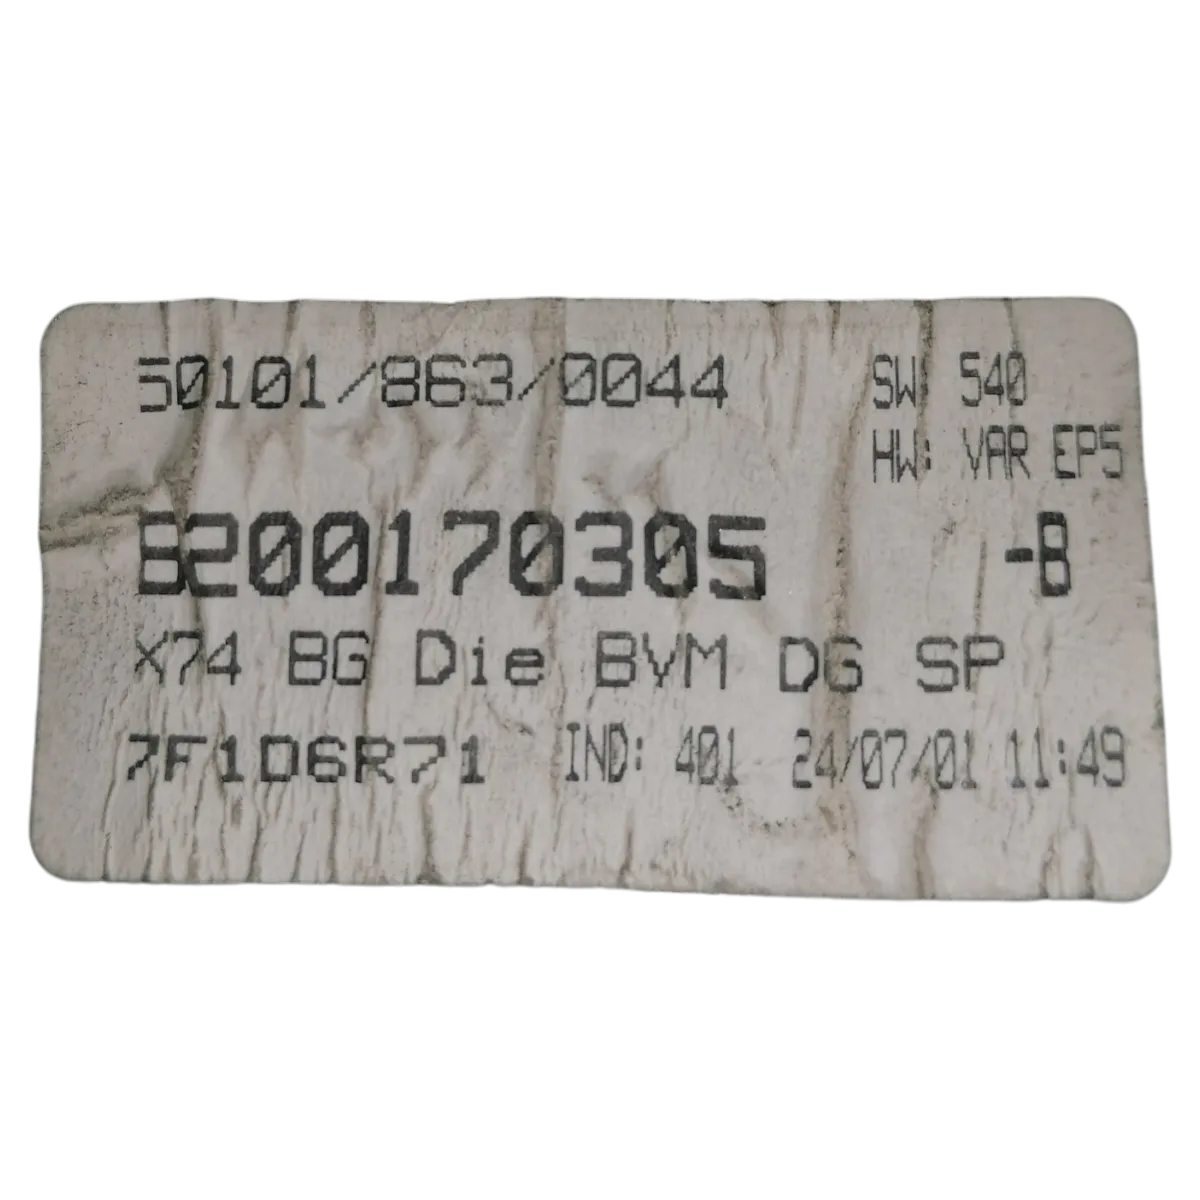 50101/863/0044 SW: 540
HW: VAR EP5
8200170305 -B
X74 BG Die BVM DG SP
7F1D6R71 IND: 401 24/07/01 11:49